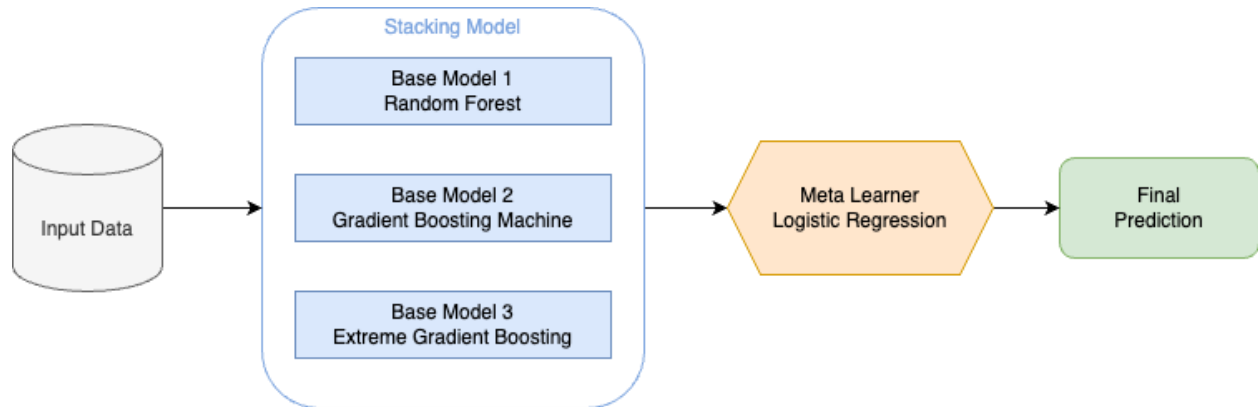 Stacking Model
Base Model 1
Random Forest
Input Data
Base Model 2
Gradient Boosting Machine
Base Model 3
Extreme Gradient Boosting
Meta Learner
Logistic Regression
Final
Prediction